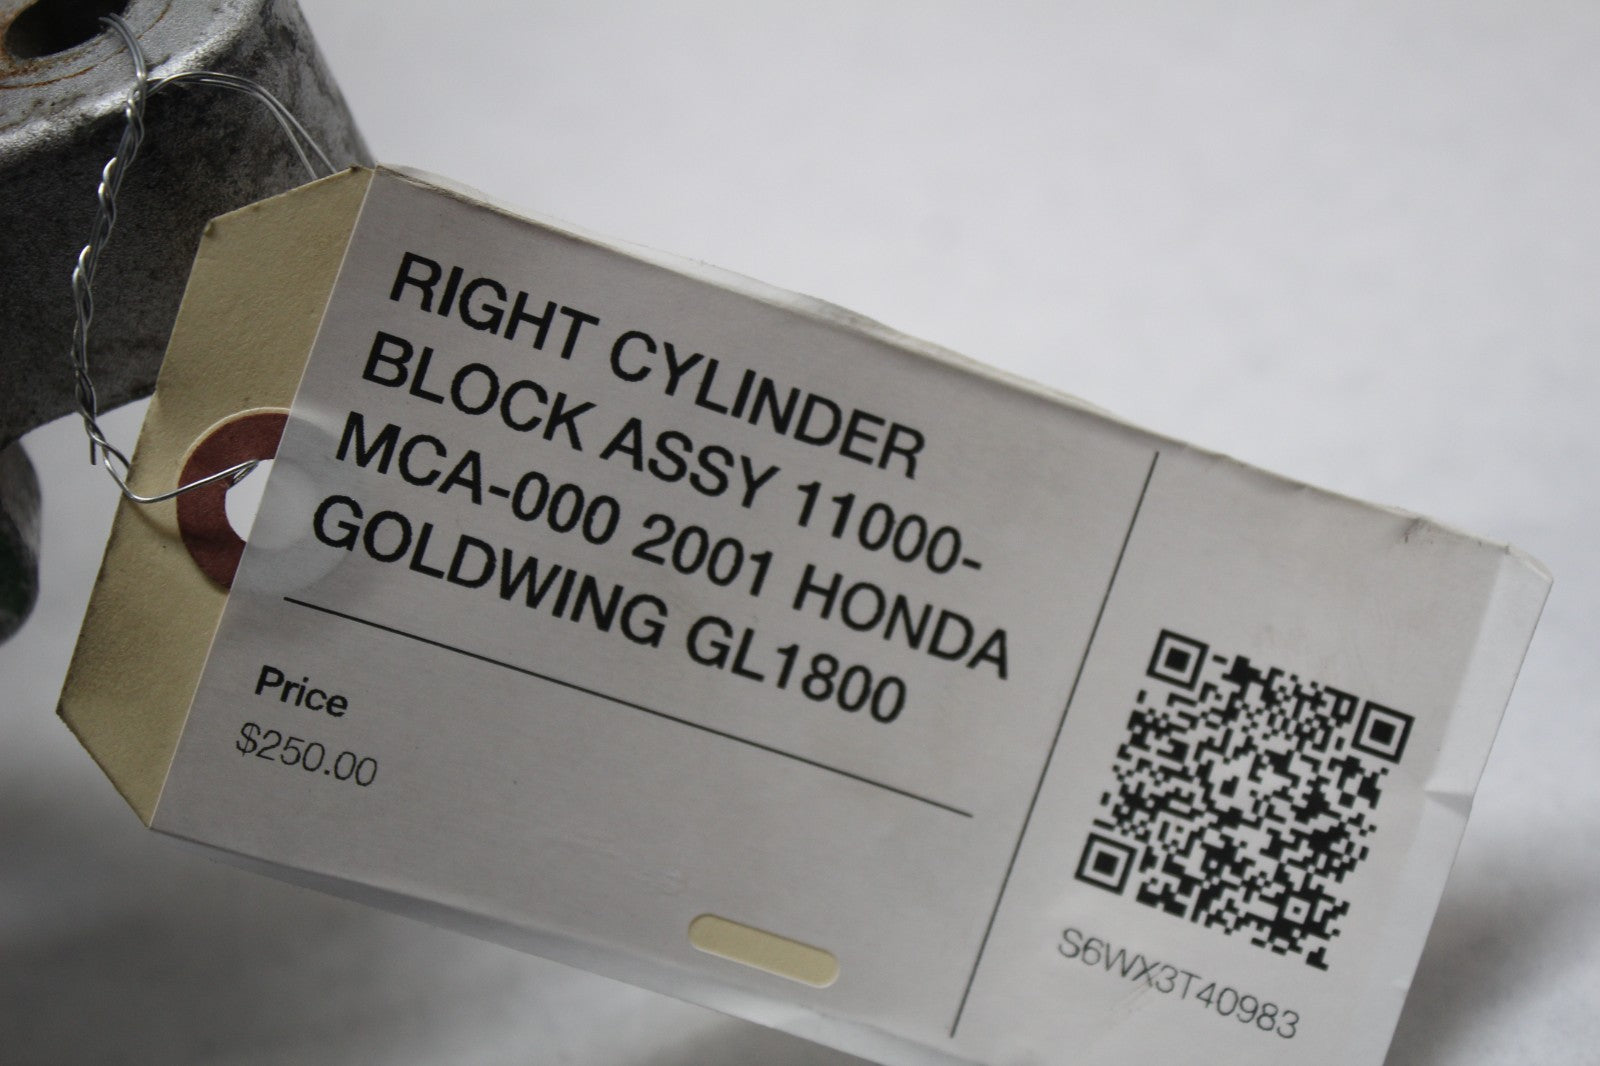 RIGHT CYLINDER
BLOCK ASSY 11000-
MCA-000 2001 HONDA
GOLDWING GL1800
Price
$250.00
S6WX3T40983